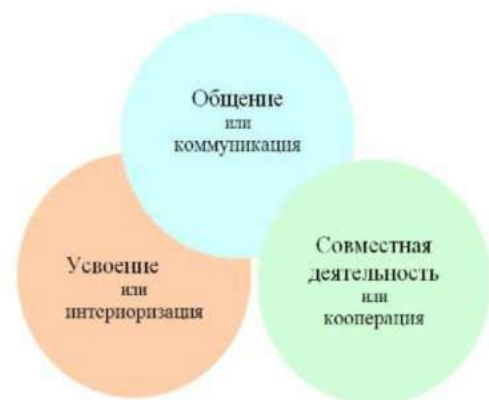 Общение
или
коммуникация
Усвоение
или
интериоризация
Совместная
деятельность
или
кооперация